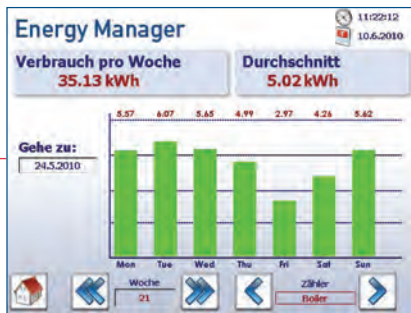 Energy Manager
11:22:12
10.6.2010
Verbrauch pro Woche
35.13 kWh
Durchschnitt
5.02 kWh
5.57 6.07 5.65 4.99 2.97 4.26 5.62
Gehe zu:
24.5.2010
Mon Tue Wed Thu Fri Sat Sun
Woche
21
Zähler
Boiler